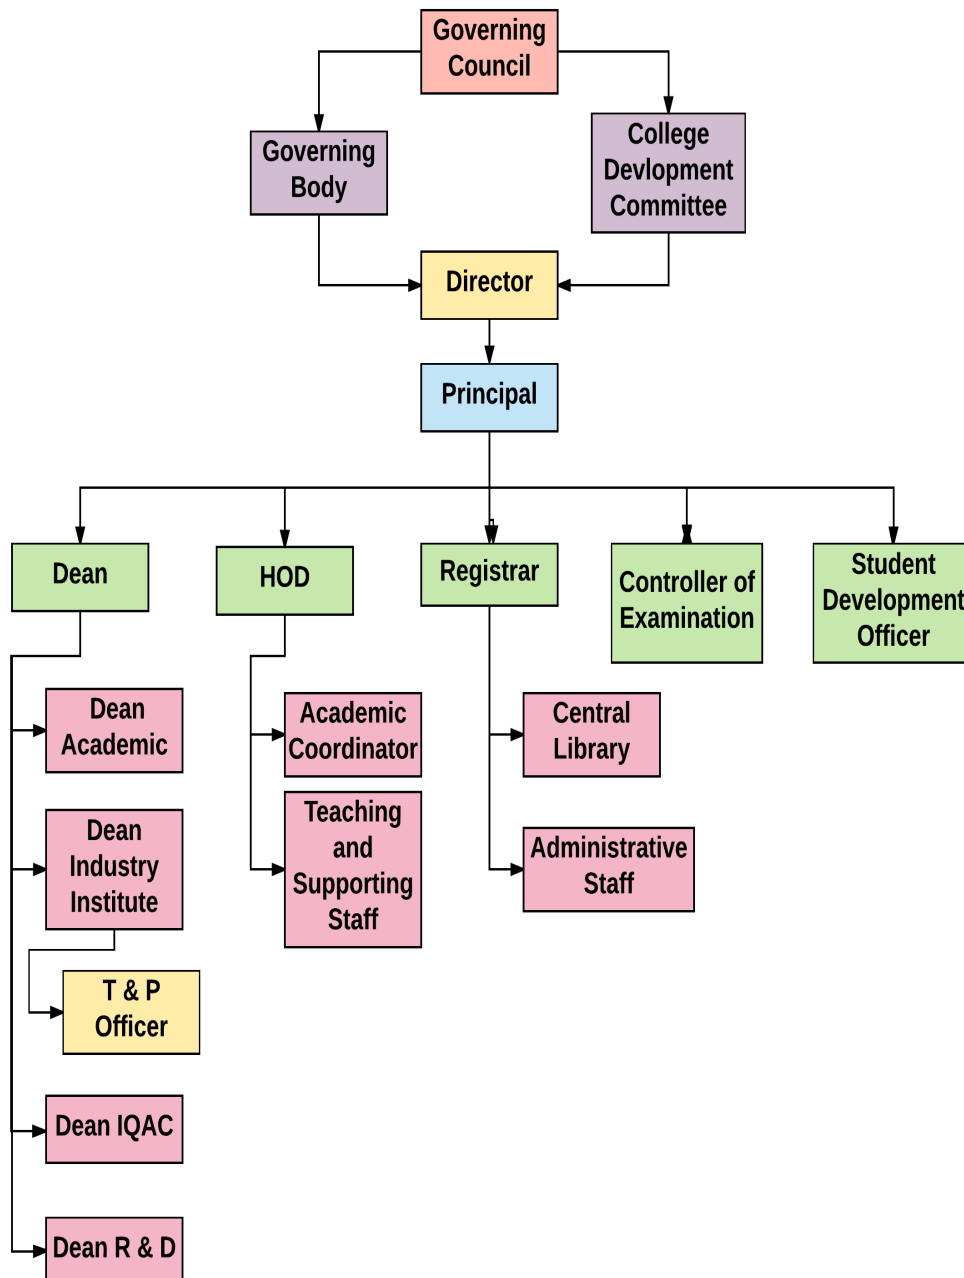 Governing
Council
Governing
Body
College
Devlopment
Committee
Director
Principal
Dean
HOD
Registrar
Controller of
Examination
Student
Development
Officer
Dean
Academic
Academic
Coordinator
Central
Library
Dean
Industry
Institute
Teaching
and
Supporting
Staff
Administrative
Staff
T & P
Officer
Dean IQAC
Dean R & D